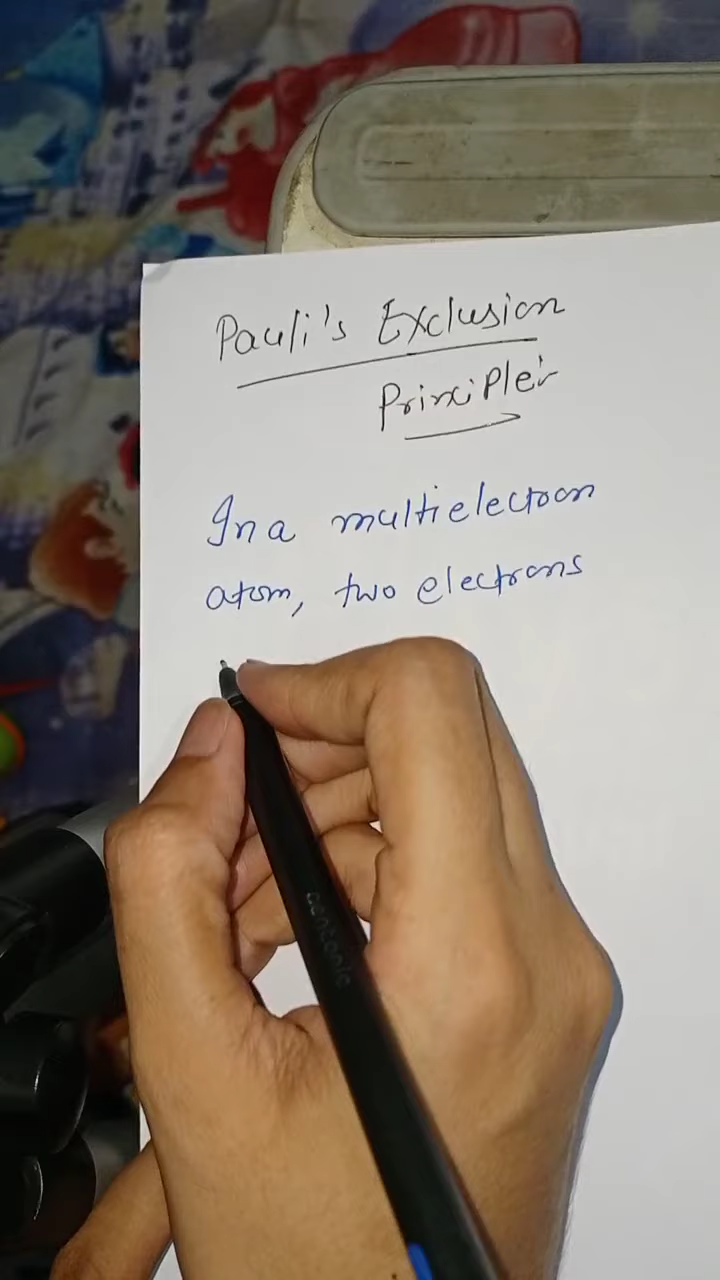 Pauli's Exclusion
Principle:-
In a multielectron
atom, two electrons